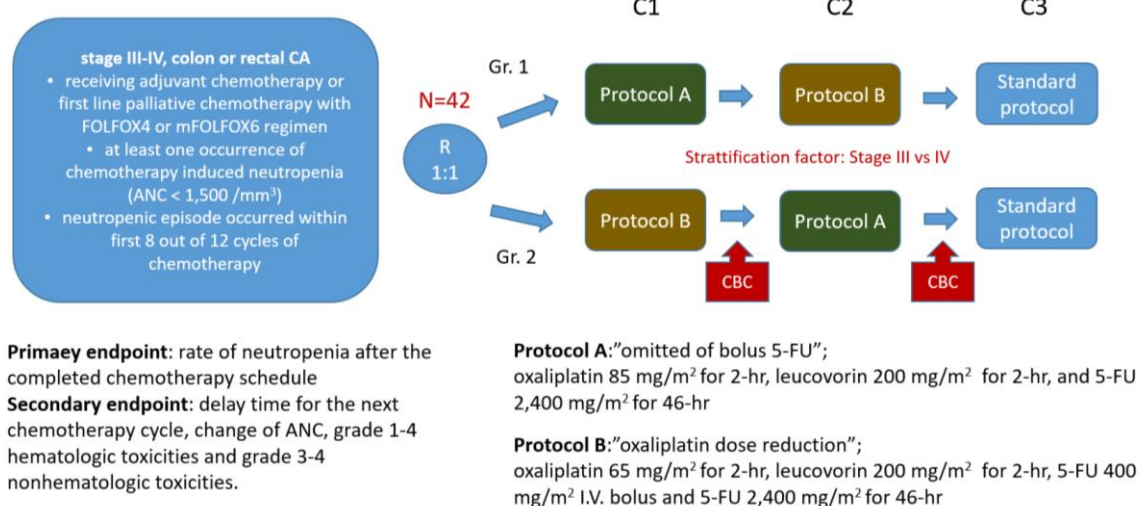 C1 C2 C3
stage III-IV, colon or rectal CA
• receiving adjuvant chemotherapy or
first line palliative chemotherapy with
FOLFOX4 or mFOLFOX6 regimen
• at least one occurrence of
chemotherapy induced neutropenia
(ANC < 1,500 /mm³)
• neutropenic episode occurred within
first 8 out of 12 cycles of
chemotherapy
N=42
R
1:1
Gr. 1
Protocol A
Protocol B
Standard
protocol
Strattification factor: Stage III vs IV
Gr. 2
Protocol B
Protocol A
Standard
protocol
CBC
CBC
Primaey endpoint: rate of neutropenia after the
completed chemotherapy schedule
Secondary endpoint: delay time for the next
chemotherapy cycle, change of ANC, grade 1-4
hematologic toxicities and grade 3-4
nonhematologic toxicities.
Protocol A:”omitted of bolus 5-FU”;
oxaliplatin 85 mg/m² for 2-hr, leucovorin 200 mg/m² for 2-hr, and 5-FU
2,400 mg/m² for 46-hr
Protocol B:”oxaliplatin dose reduction”;
oxaliplatin 65 mg/m² for 2-hr, leucovorin 200 mg/m² for 2-hr, 5-FU 400
mg/m² I.V. bolus and 5-FU 2,400 mg/m² for 46-hr